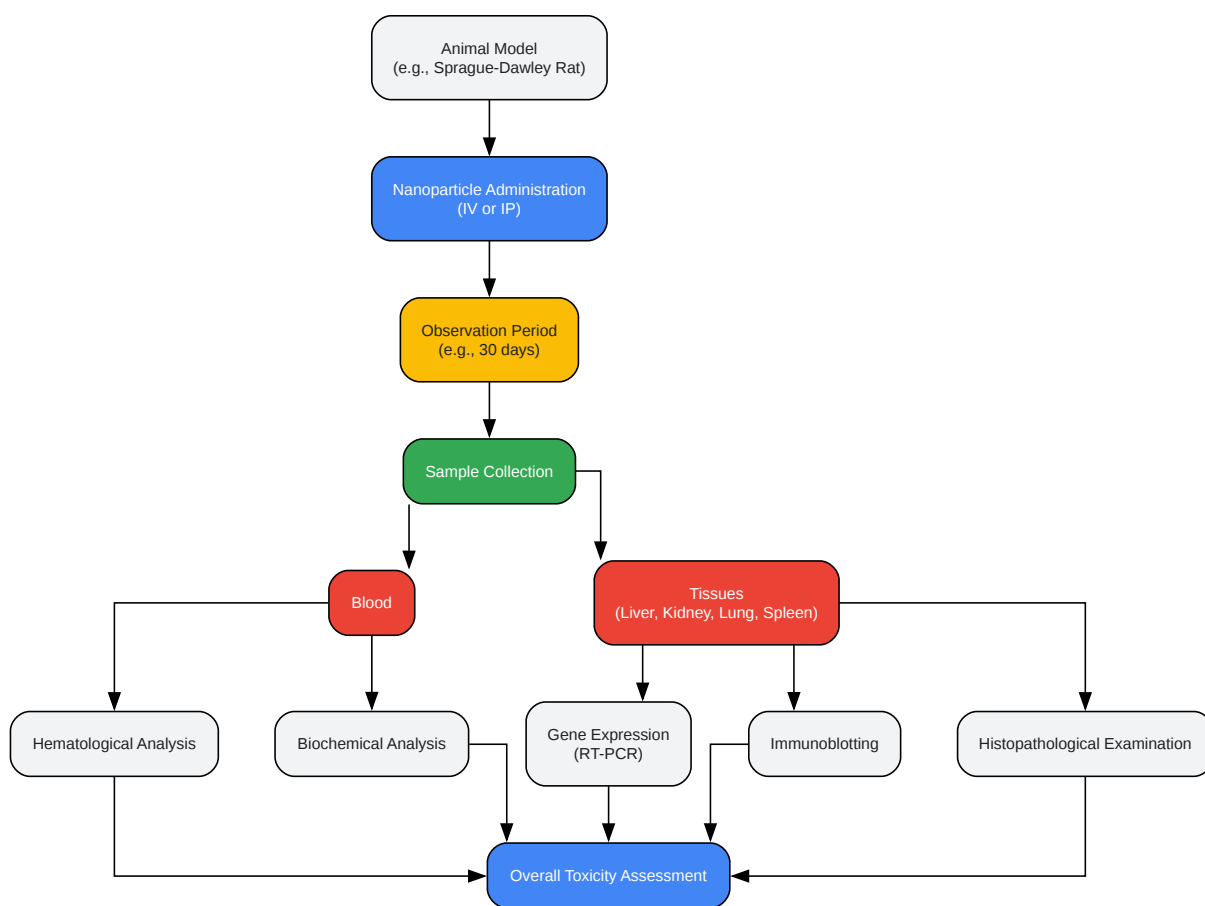 Animal Model
(e.g., Sprague-Dawley Rat)
Nanoparticle Administration
(IV or IP)
Observation Period
(e.g., 30 days)
Sample Collection
Blood
Tissues
(Liver, Kidney, Lung, Spleen)
Hematological Analysis
Biochemical Analysis
Gene Expression
(RT-PCR)
Immunoblotting
Histopathological Examination
Overall Toxicity Assessment